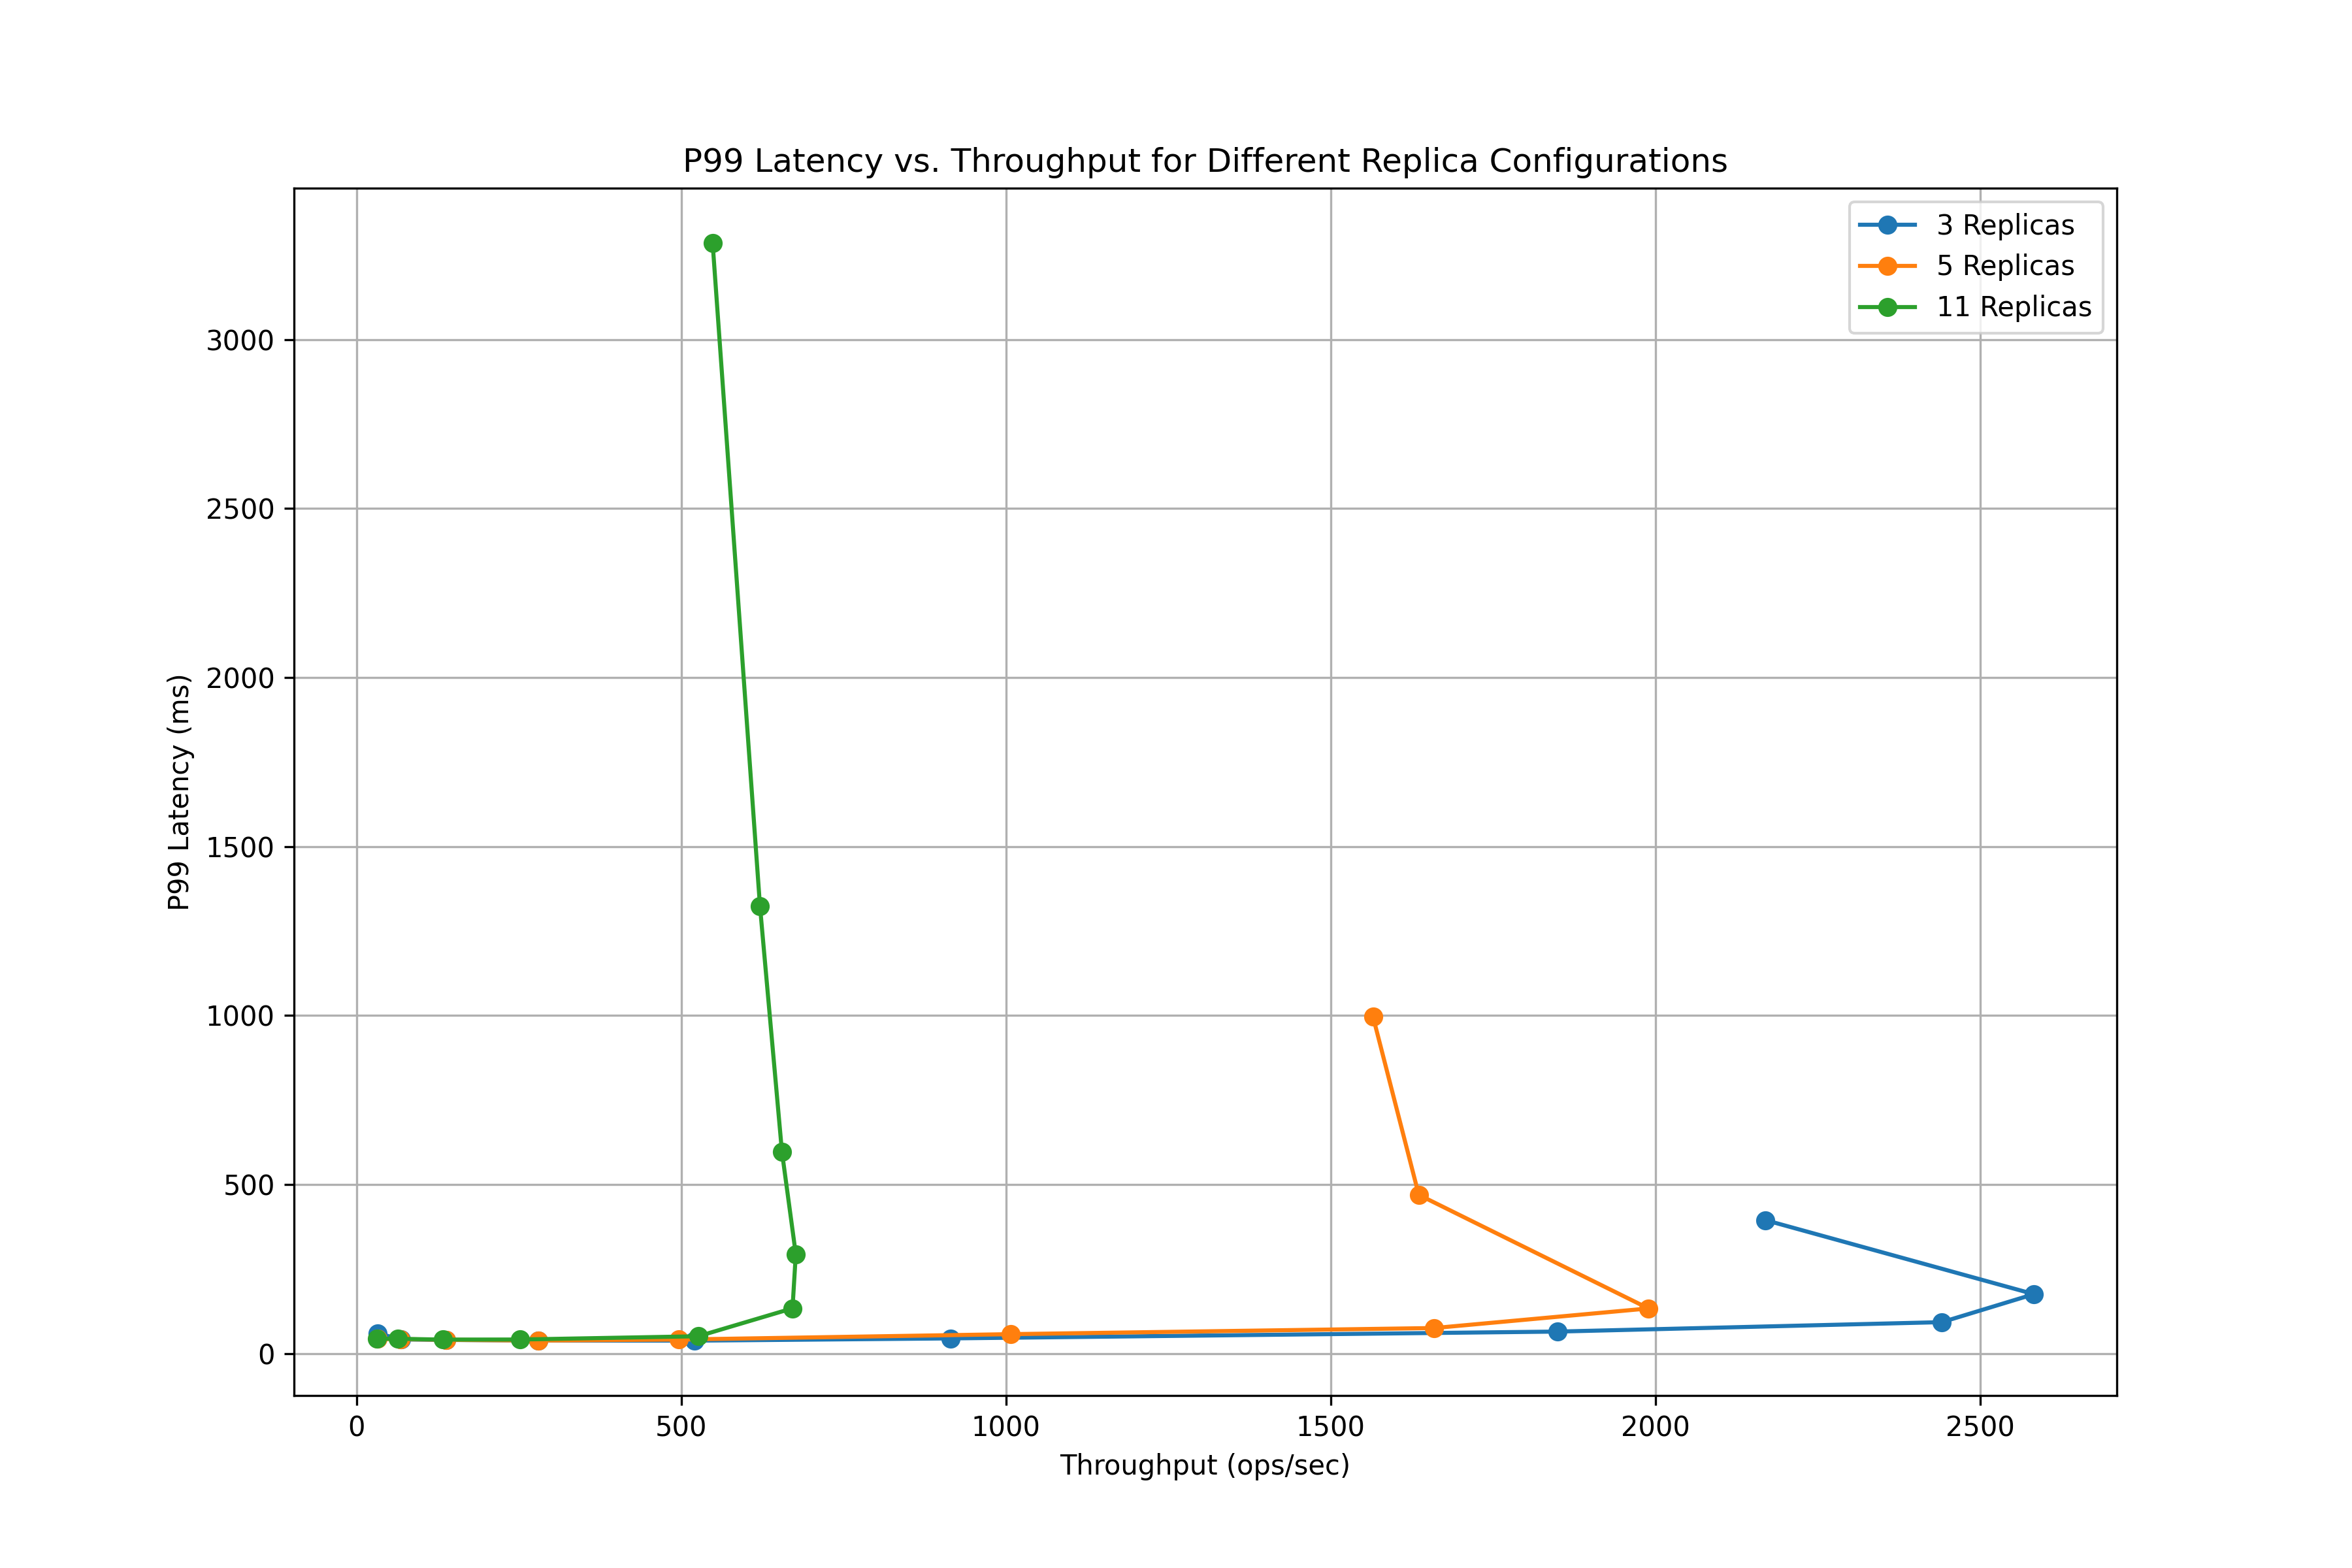 P99 Latency vs. Throughput for Different Replica Configurations
3 Replicas
5 Replicas
11 Replicas
3000
2500
2000
1500
1000
500
0
P99 Latency (ms)
0 500 1000 1500 2000 2500
Throughput (ops/sec)